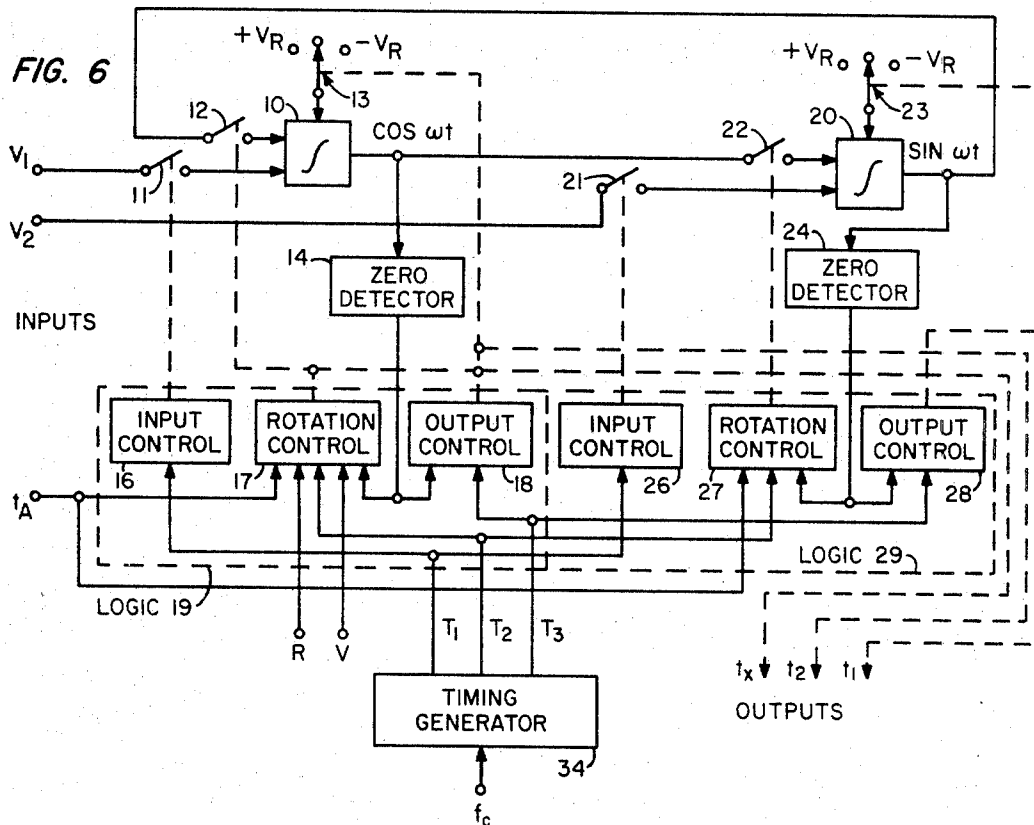 FIG. 6
+VR
-VR
13
12
10
∫
COS ωt
V1
11
V2
+VR
-VR
23
22
20
∫
SIN ωt
21
14
ZERO
DETECTOR
24
ZERO
DETECTOR
INPUTS
INPUT
CONTROL
16
ROTATION
CONTROL
17
OUTPUT
CONTROL
18
INPUT
CONTROL
26
ROTATION
CONTROL
27
OUTPUT
CONTROL
28
tA
LOGIC 19
LOGIC 29
R
V
T1
T2
T3
TIMING
GENERATOR
34
fc
tx
t2
t1
OUTPUTS